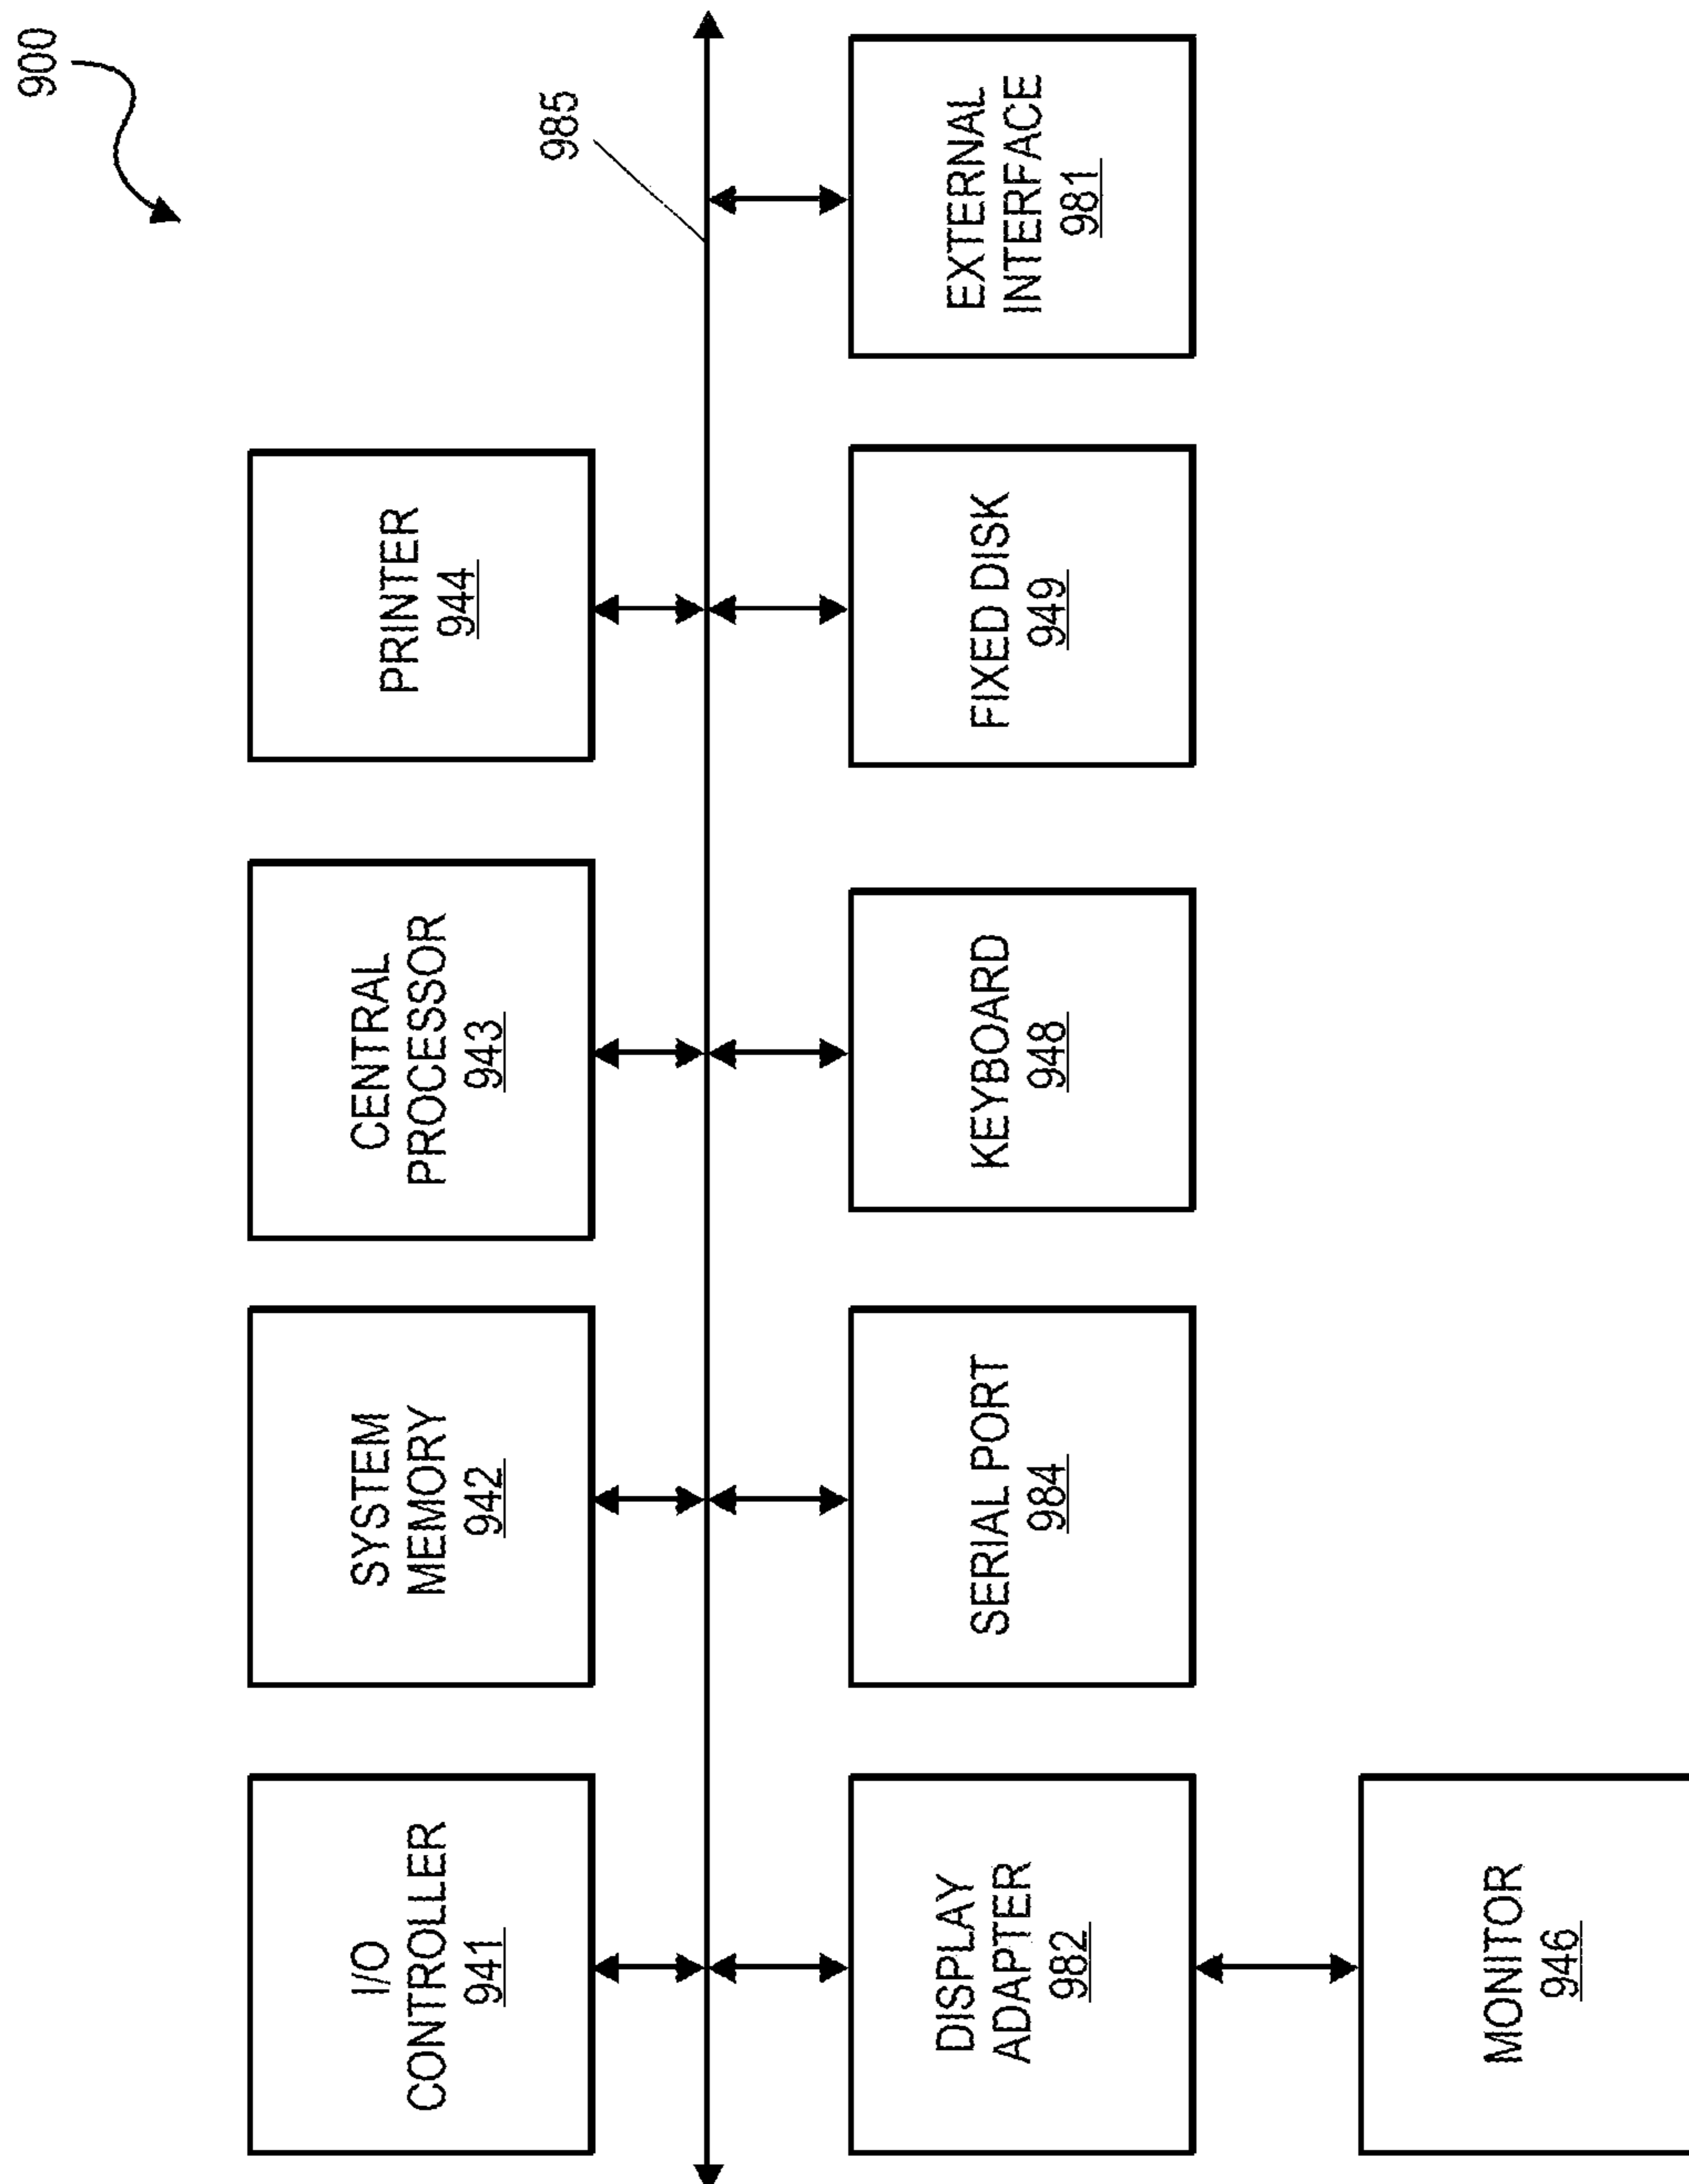 900
I/O
CONTROLLER
941
SYSTEM
MEMORY
942
CENTRAL
PROCESSOR
943
PRINTER
944
985
DISPLAY
ADAPTER
982
SERIAL PORT
984
KEYBOARD
948
FIXED DISK
949
EXTERNAL
INTERFACE
981
MONITOR
946